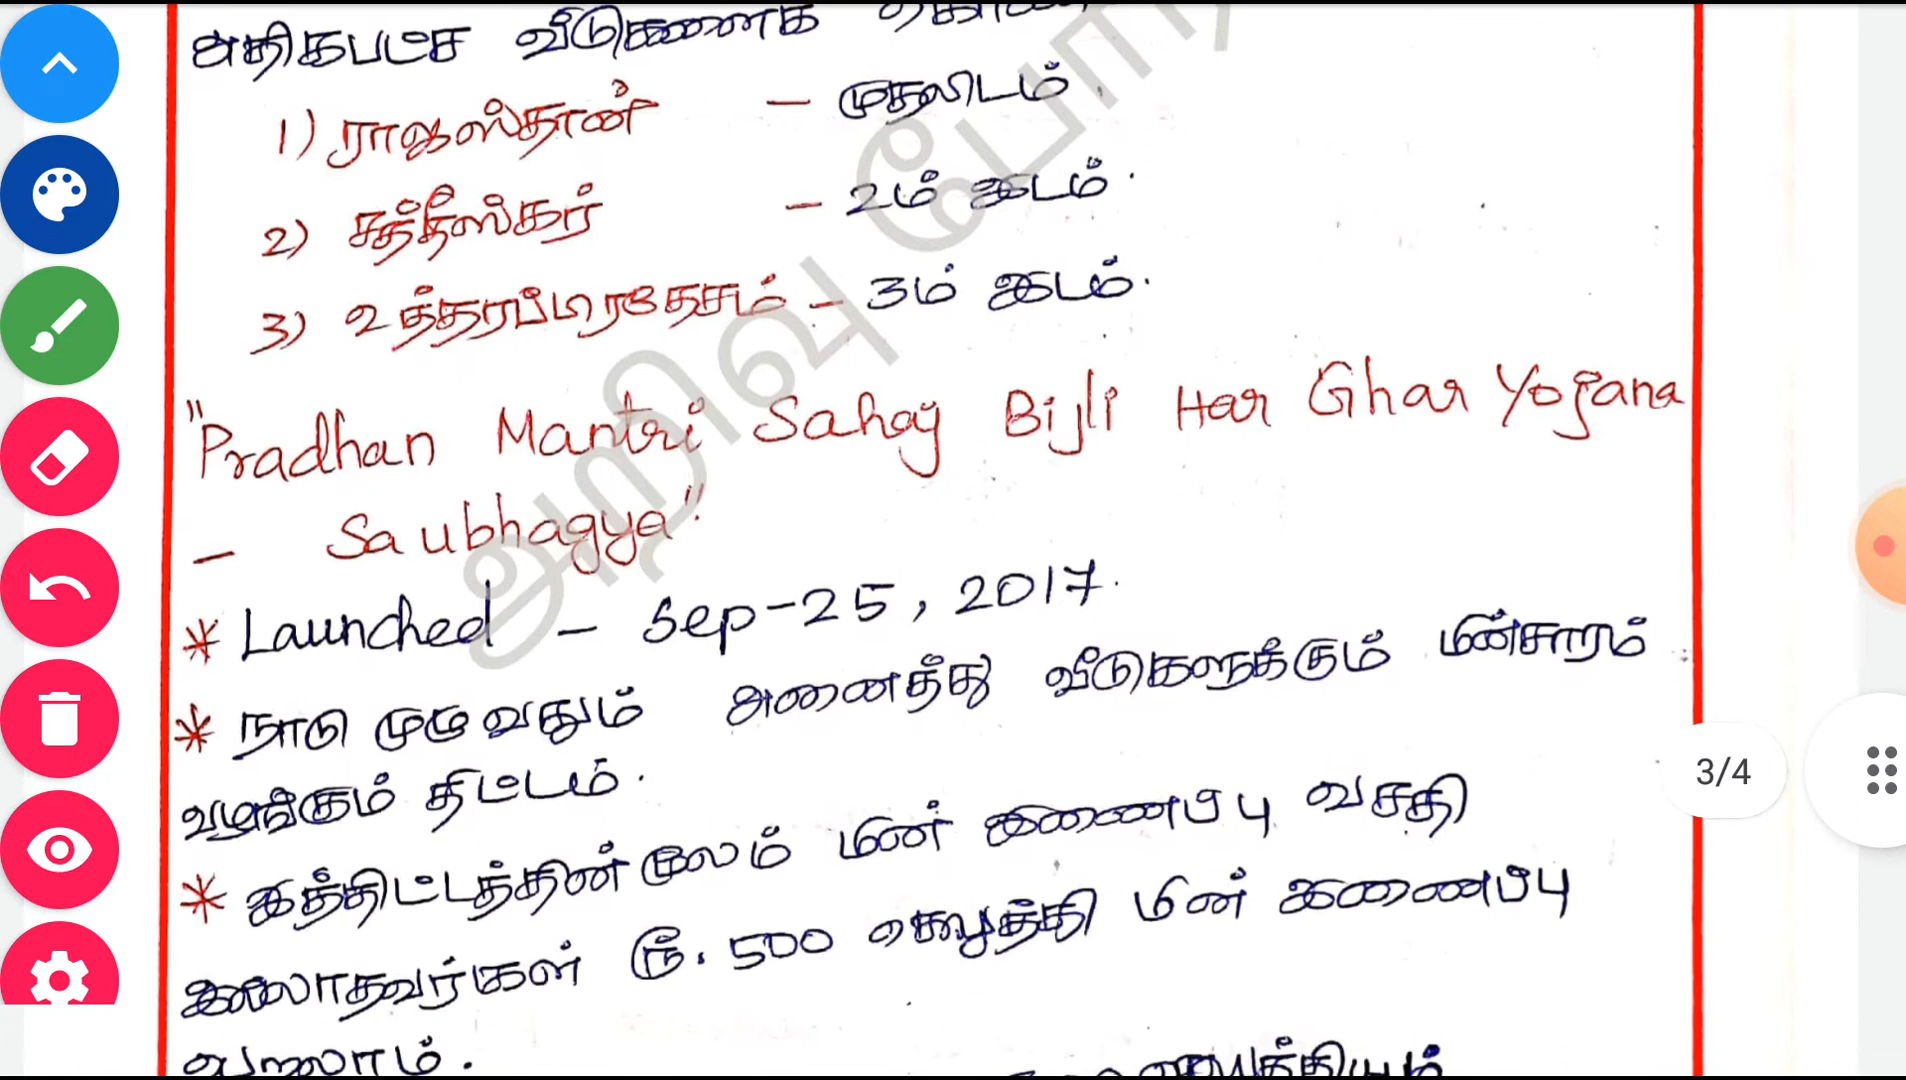 அதிகபட்ச வீடுகளைக்
1) ராஜஸ்தான் - முதலிடம்.
2) சத்தீஸ்கர் - 2ம் இடம்.
3) உத்தரப்பிரதேசம் - 3ம் இடம்.
"Pradhan Mantri Sahaj Bijli Har Ghar Yojana
- Saubhagya".
* Launched - Sep-25, 2017.
* நாடு முழுவதும் அனைத்து வீடுகளுக்கும் மின்சாரம்
வழங்கும் திட்டம்.
3/4
* இத்திட்டத்தின் மூலம் மின் இணைப்பு வசதி
இல்லாதவர்கள் ரூ. 500 செலுத்தி மின் இணைப்பு
பெறலாம்.
அறிவு போ